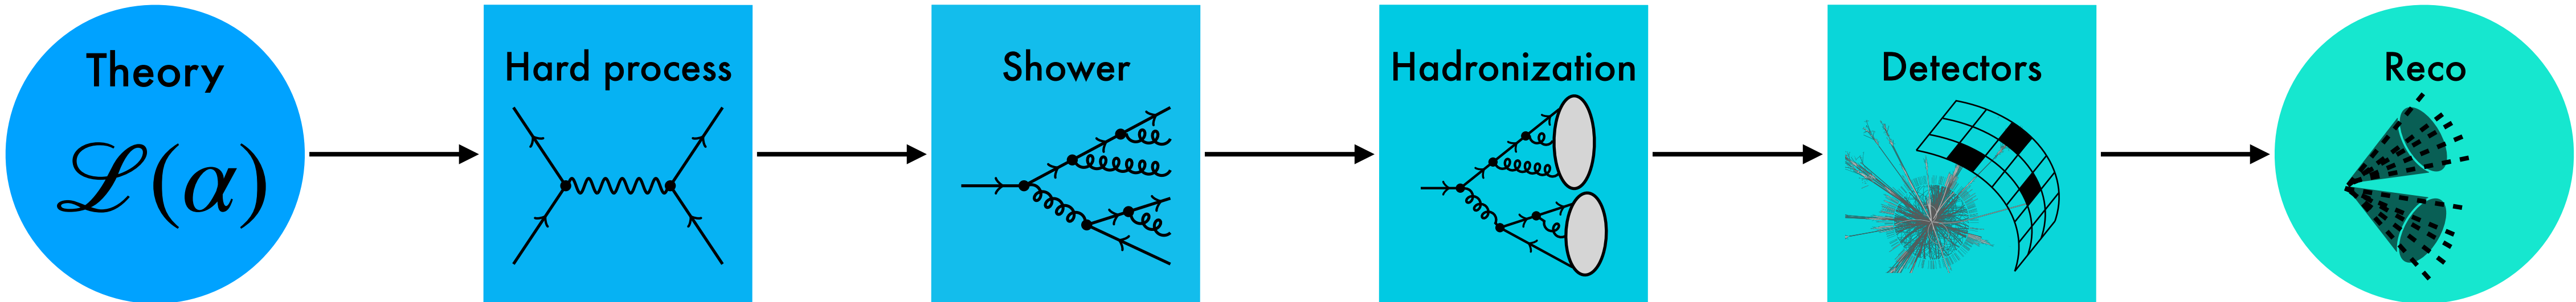 Theory
ℒ(α)
Hard process
Shower
Hadronization
Detectors
Reco